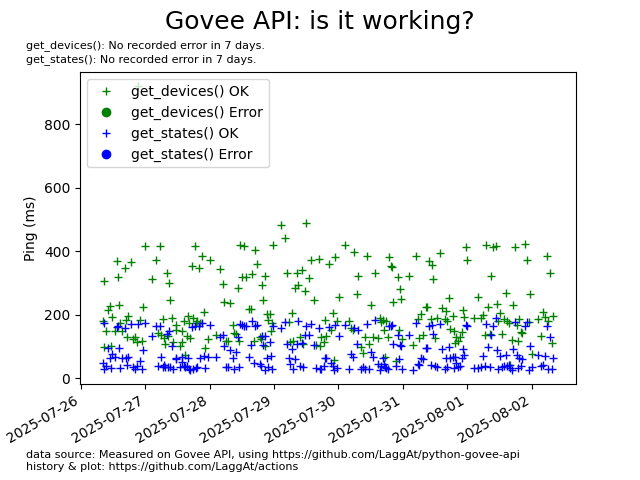 Govee API: is it working?
get_devices(): No recorded error in 7 days.
get_states(): No recorded error in 7 days.
get_devices() OK
get_devices() Error
get_states() OK
get_states() Error
Ping (ms)
800
600
400
200
0
2025-07-26
2025-07-27
2025-07-28
2025-07-29
2025-07-30
2025-07-31
2025-08-01
2025-08-02
data source: Measured on Govee API, using https://github.com/LaggAt/python-govee-api
history & plot: https://github.com/LaggAt/actions